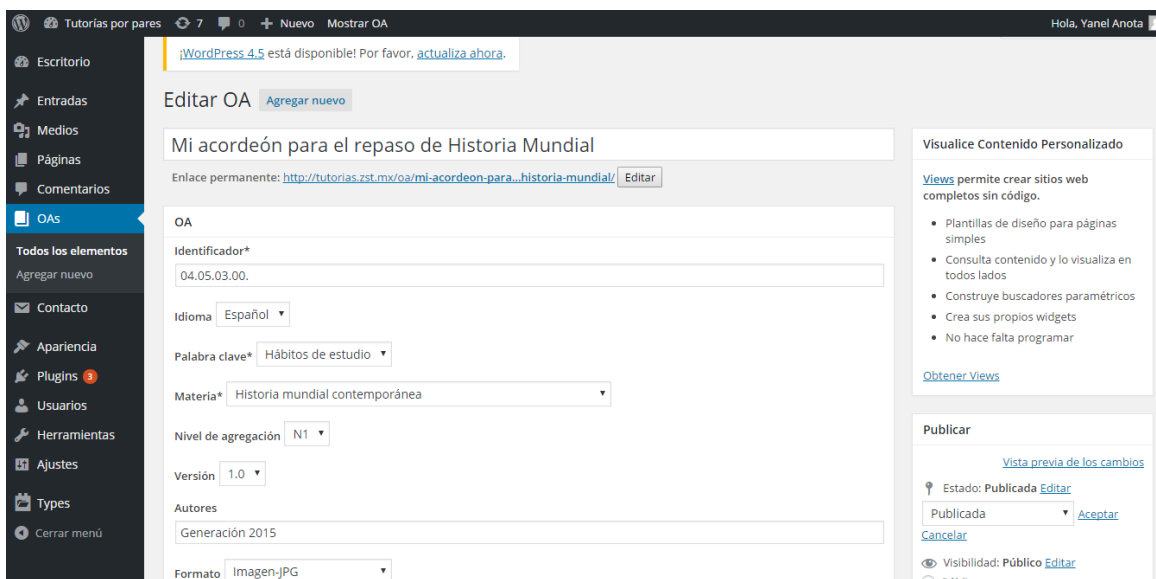 Tutorías por pares 7 0 + Nuevo Mostrar OA Hola, Yanel Anota
Escritorio
Entradas
Medios
Páginas
Comentarios
OAs
Todos los elementos
Agregar nuevo
Contacto
Apariencia
Plugins 3
Usuarios
Herramientas
Ajustes
Types
Cerrar menú
¡WordPress 4.5 está disponible! Por favor, actualiza ahora.
Editar OA Agregar nuevo
Mi acordeón para el repaso de Historia Mundial
Enlace permanente: http://tutorias.zst.mx/oa/mi-acordeon-para...historia-mundial/ Editar
OA
Identificador*
04.05.03.00.
Idioma Español
Palabra clave* Hábitos de estudio
Materia* Historia mundial contemporánea
Nivel de agregación N1
Versión 1.0
Autores
Generación 2015
Formato Imagen-JPG
Visualice Contenido Personalizado
Views permite crear sitios web
completos sin código.
• Plantillas de diseño para páginas
simples
• Consulta contenido y lo visualiza en
todos lados
• Construye buscadores paramétricos
• Crea sus propios widgets
• No hace falta programar
Obtener Views
Publicar
Vista previa de los cambios
Estado: Publicada Editar
Publicada Aceptar
Cancelar
Visibilidad: Público Editar